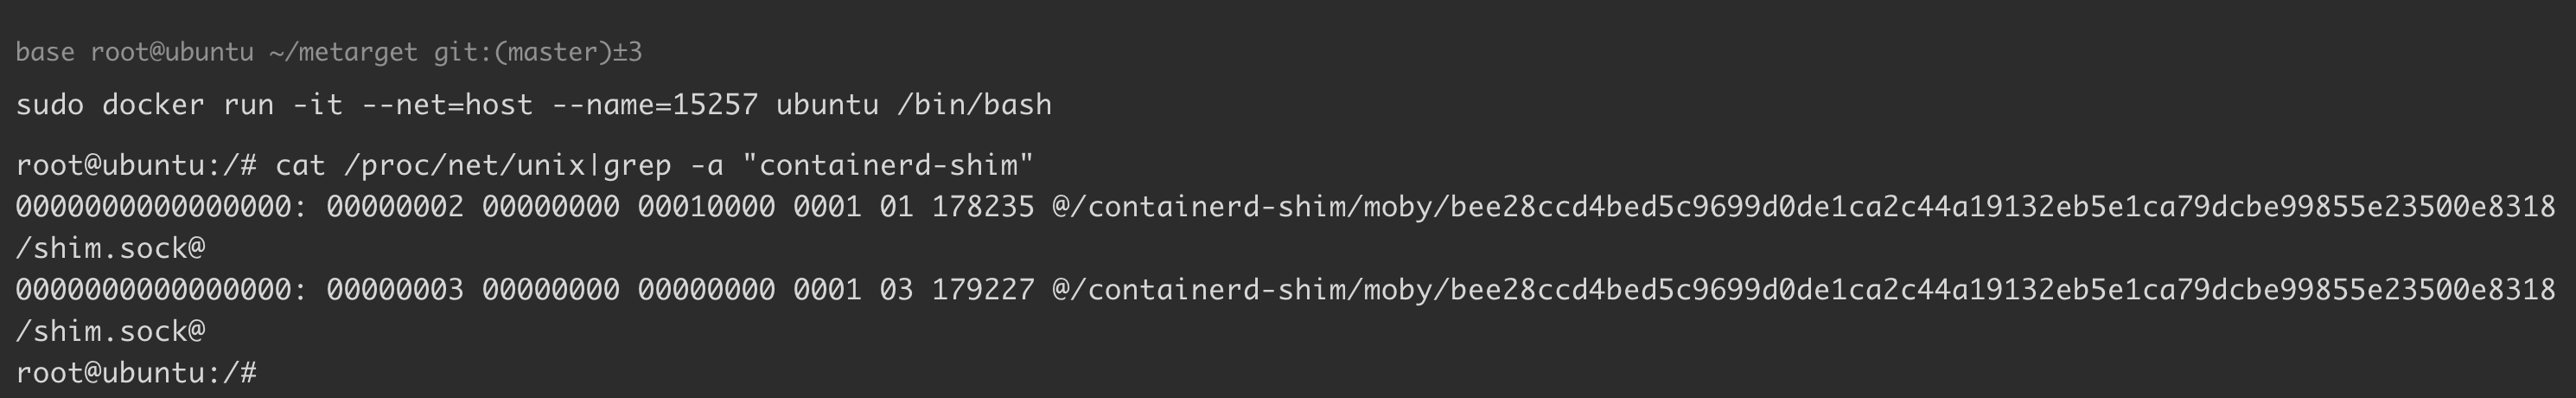 base root@ubuntu ~/metarget git:(master)±3
sudo docker run -it --net=host --name=15257 ubuntu /bin/bash
root@ubuntu:/# cat /proc/net/unix|grep -a "containerd-shim"
0000000000000000: 00000002 00000000 00010000 0001 01 178235 @/containerd-shim/moby/bee28ccd4bed5c9699d0de1ca2c44a19132eb5e1ca79dcbe99855e23500e8318
/shim.sock@
0000000000000000: 00000003 00000000 00000000 0001 03 179227 @/containerd-shim/moby/bee28ccd4bed5c9699d0de1ca2c44a19132eb5e1ca79dcbe99855e23500e8318
/shim.sock@
root@ubuntu:/#